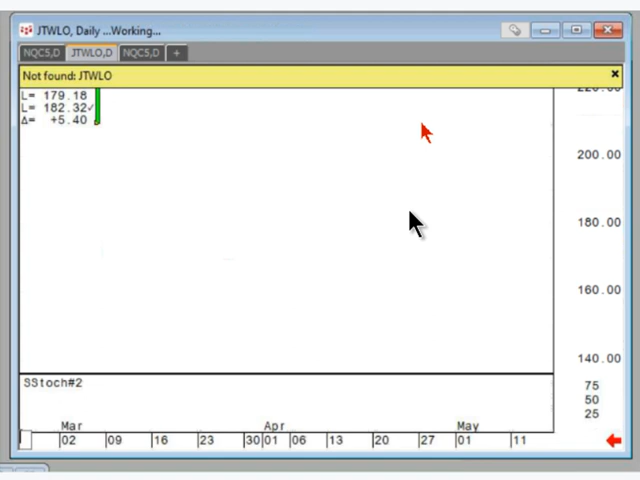 JTWLO, Daily ...Working...
NQC5,D JTWLO,D NQC5,D +
Not found: JTWLO
L= 179.18
L= 182.32✓
Δ= +5.40
220.00
200.00
180.00
160.00
140.00
SStoch#2
75
50
25
Mar Apr May
02 09 16 23 30 01 06 13 20 27 01 11